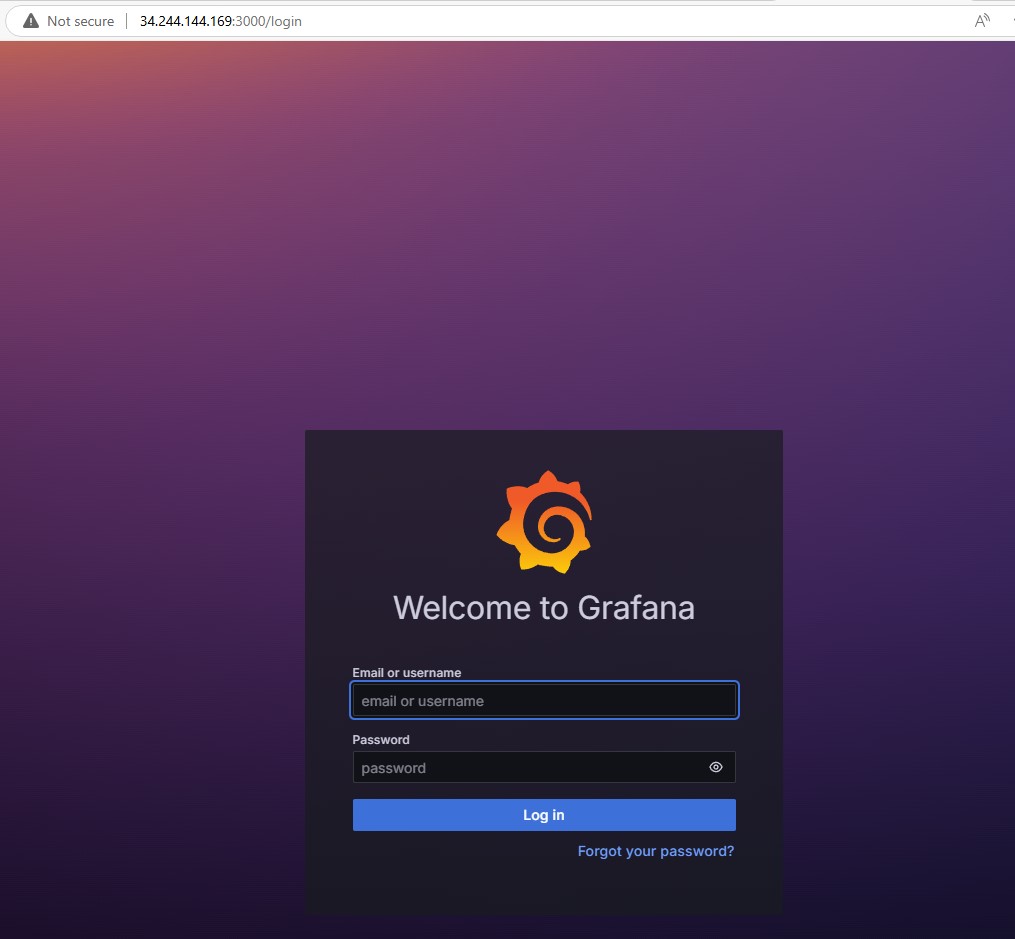 Not secure | 34.244.144.169:3000/login A
Welcome to Grafana
Email or username
email or username
Password
password
Log in
Forgot your password?